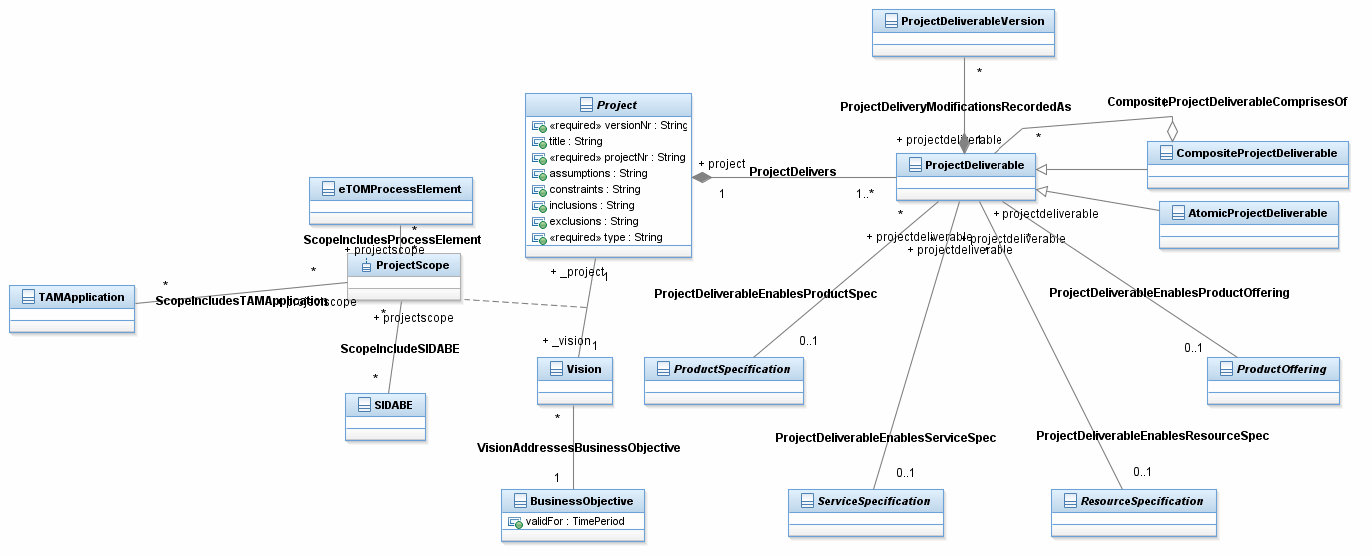 ProjectDeliverableVersion
*
ProjectDeliveryModificationsRecordedAs
CompositeProjectDeliverableComprisesOf
*
+ projectdeliverable
1
CompositeProjectDeliverable
ProjectDeliverable
AtomicProjectDeliverable
Project
«required» versionNr : String
title : String
«required» projectNr : String
assumptions : String
constraints : String
inclusions : String
exclusions : String
«required» type : String
+ project
ProjectDelivers
1
1..*
eTOMProcessElement
*
ScopeIncludesProcessElement
+ projectscope
ProjectScope
*
*
TAMApplication
ScopeIncludesTAMApplication
+ projectscope
*
+ projectscope
ScopeIncludeSIDABE
*
SIDABE
+ _project
1
+ _vision
1
Vision
*
VisionAddressesBusinessObjective
1
BusinessObjective
validFor : TimePeriod
*
+ projectdeliverable
+ projectdeliverable
+ projectdeliverable
+ projectdeliverable
*
*
*
ProjectDeliverableEnablesProductSpec
0..1
ProductSpecification
ProjectDeliverableEnablesProductOffering
0..1
ProductOffering
ProjectDeliverableEnablesServiceSpec
0..1
ServiceSpecification
ProjectDeliverableEnablesResourceSpec
0..1
ResourceSpecification